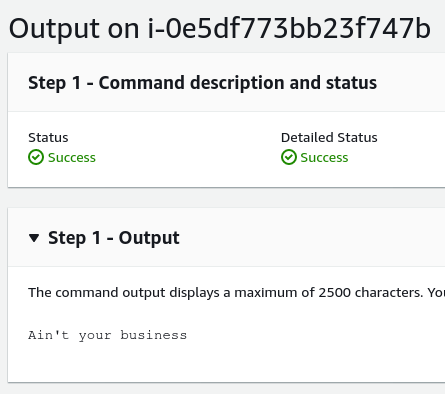 Output on i-0e5df773bb23f747b
Step 1 - Command description and status
Status
Success
Detailed Status
Success
Step 1 - Output
The command output displays a maximum of 2500 characters. You
Ain't your business